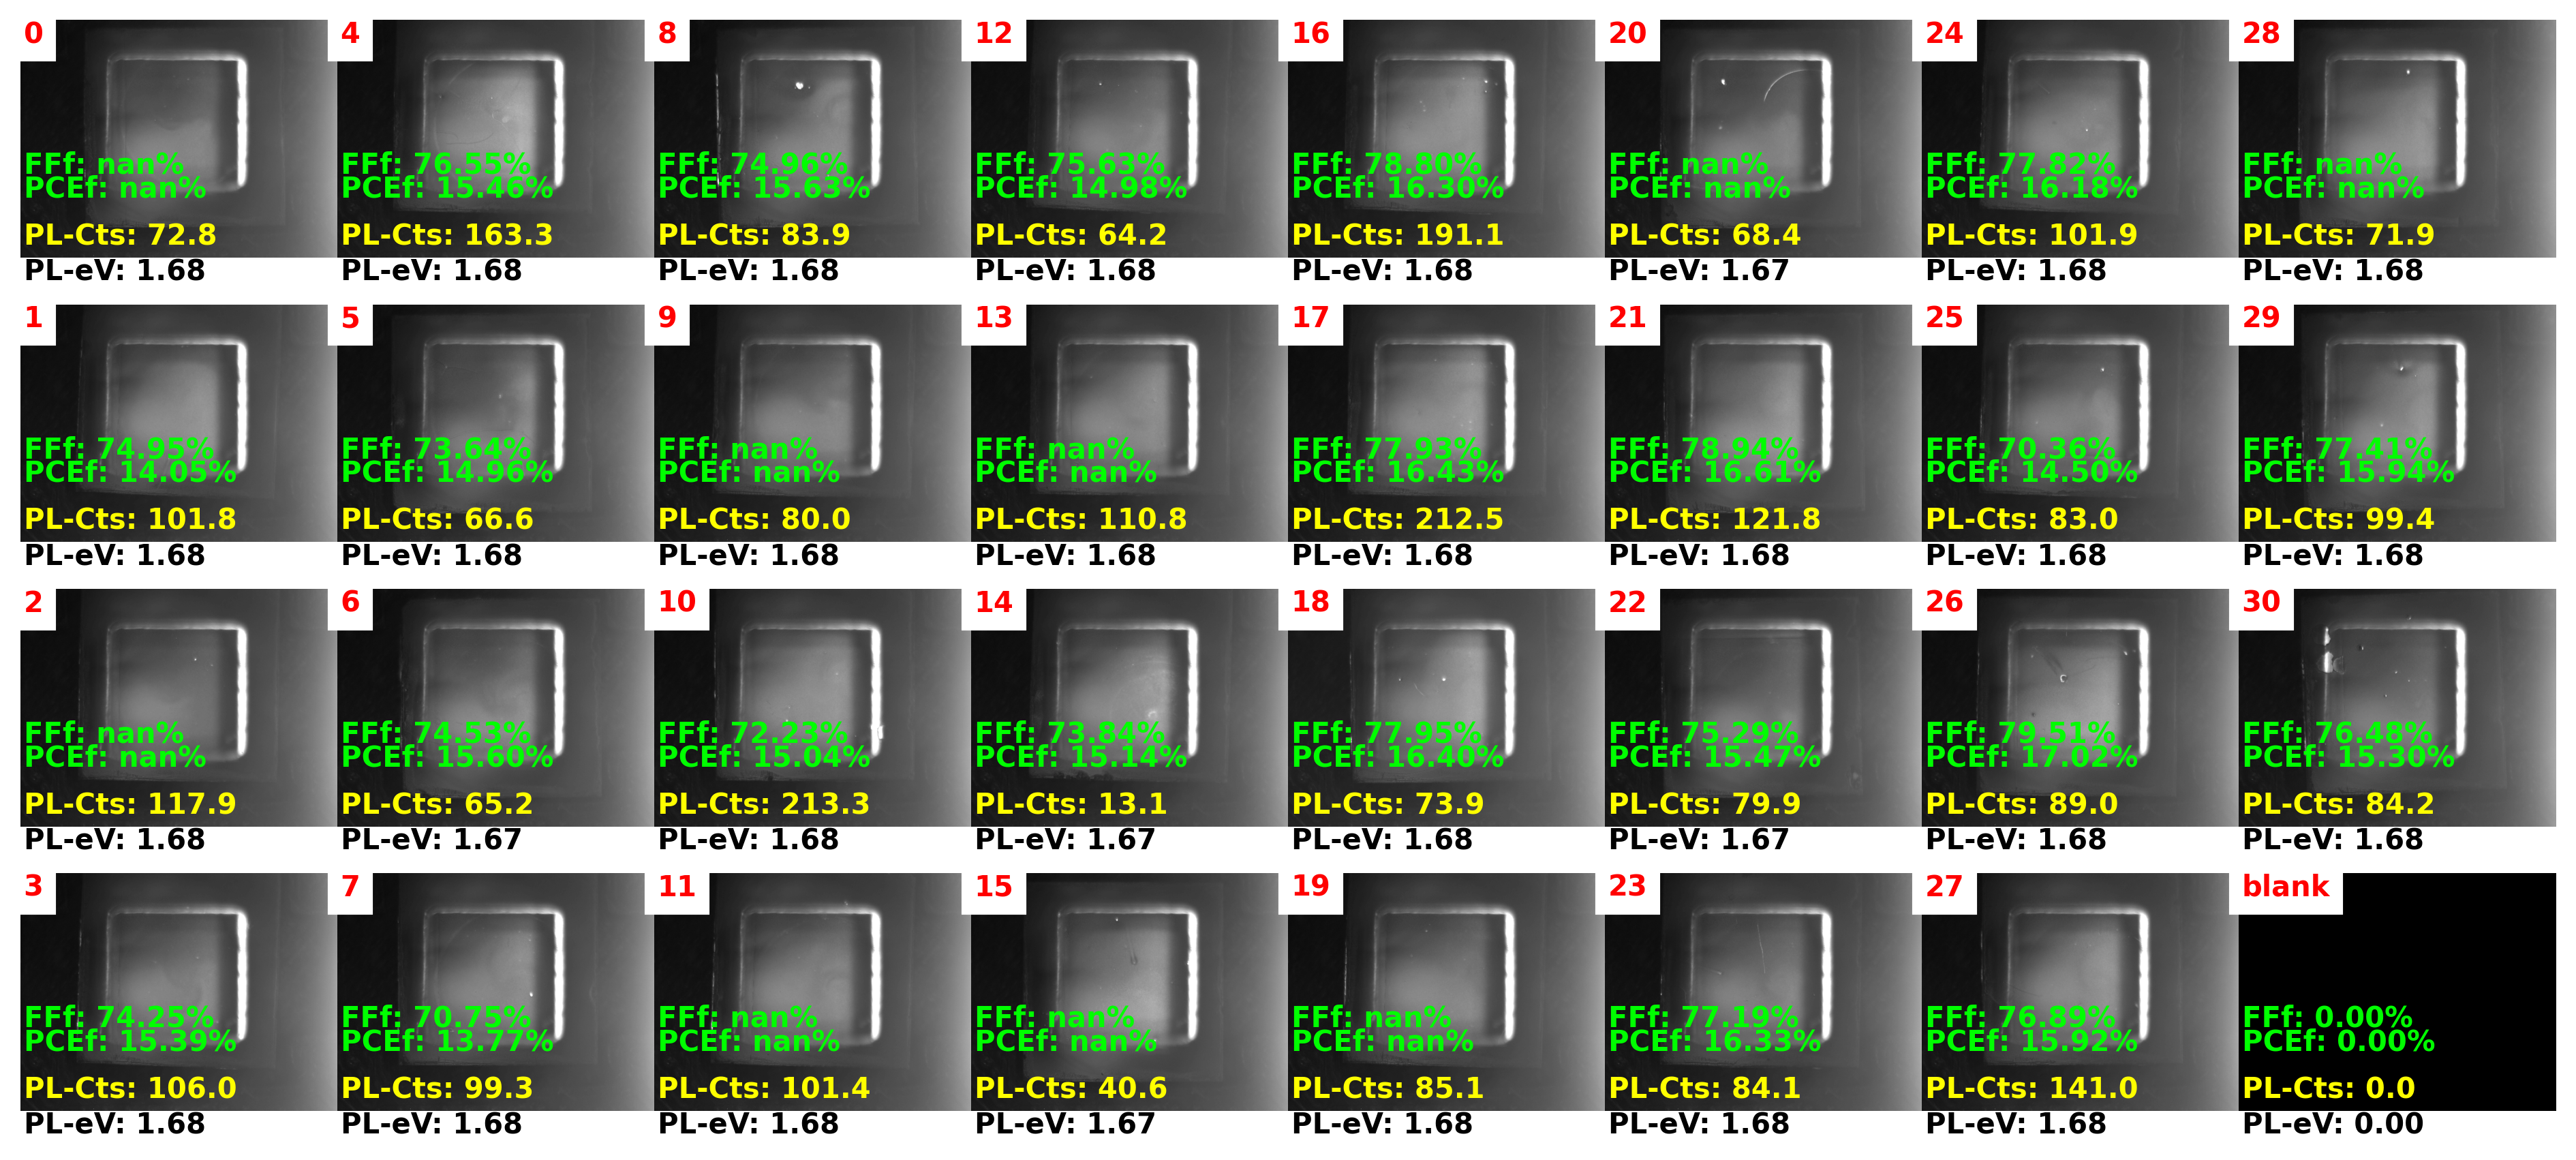 0
FFf: nan%
PCEf: nan%
PL-Cts: 72.8
PL-eV: 1.68
4
FFf: 76.55%
PCEf: 15.46%
PL-Cts: 163.3
PL-eV: 1.68
8
FFf: 74.96%
PCEf: 15.63%
PL-Cts: 83.9
PL-eV: 1.68
12
FFf: 75.63%
PCEf: 14.98%
PL-Cts: 64.2
PL-eV: 1.68
16
FFf: 78.80%
PCEf: 16.30%
PL-Cts: 191.1
PL-eV: 1.68
20
FFf: nan%
PCEf: nan%
PL-Cts: 68.4
PL-eV: 1.67
24
FFf: 77.82%
PCEf: 16.18%
PL-Cts: 101.9
PL-eV: 1.68
28
FFf: nan%
PCEf: nan%
PL-Cts: 71.9
PL-eV: 1.68
1
FFf: 74.95%
PCEf: 14.05%
PL-Cts: 101.8
PL-eV: 1.68
5
FFf: 73.64%
PCEf: 14.96%
PL-Cts: 66.6
PL-eV: 1.68
9
FFf: nan%
PCEf: nan%
PL-Cts: 80.0
PL-eV: 1.68
13
FFf: nan%
PCEf: nan%
PL-Cts: 110.8
PL-eV: 1.68
17
FFf: 77.93%
PCEf: 16.43%
PL-Cts: 212.5
PL-eV: 1.68
21
FFf: 78.94%
PCEf: 16.61%
PL-Cts: 121.8
PL-eV: 1.68
25
FFf: 70.36%
PCEf: 14.50%
PL-Cts: 83.0
PL-eV: 1.68
29
FFf: 77.41%
PCEf: 15.94%
PL-Cts: 99.4
PL-eV: 1.68
2
FFf: nan%
PCEf: nan%
PL-Cts: 117.9
PL-eV: 1.68
6
FFf: 74.53%
PCEf: 15.60%
PL-Cts: 65.2
PL-eV: 1.67
10
FFf: 72.23%
PCEf: 15.04%
PL-Cts: 213.3
PL-eV: 1.68
14
FFf: 73.84%
PCEf: 15.14%
PL-Cts: 13.1
PL-eV: 1.67
18
FFf: 77.95%
PCEf: 16.40%
PL-Cts: 73.9
PL-eV: 1.68
22
FFf: 75.29%
PCEf: 15.47%
PL-Cts: 79.9
PL-eV: 1.67
26
FFf: 79.51%
PCEf: 17.02%
PL-Cts: 89.0
PL-eV: 1.68
30
FFf: 76.48%
PCEf: 15.30%
PL-Cts: 84.2
PL-eV: 1.68
3
FFf: 74.25%
PCEf: 15.39%
PL-Cts: 106.0
PL-eV: 1.68
7
FFf: 70.75%
PCEf: 13.77%
PL-Cts: 99.3
PL-eV: 1.68
11
FFf: nan%
PCEf: nan%
PL-Cts: 101.4
PL-eV: 1.68
15
FFf: nan%
PCEf: nan%
PL-Cts: 40.6
PL-eV: 1.67
19
FFf: nan%
PCEf: nan%
PL-Cts: 85.1
PL-eV: 1.68
23
FFf: 77.19%
PCEf: 16.33%
PL-Cts: 84.1
PL-eV: 1.68
27
FFf: 76.89%
PCEf: 15.92%
PL-Cts: 141.0
PL-eV: 1.68
blank
FFf: 0.00%
PCEf: 0.00%
PL-Cts: 0.0
PL-eV: 0.00